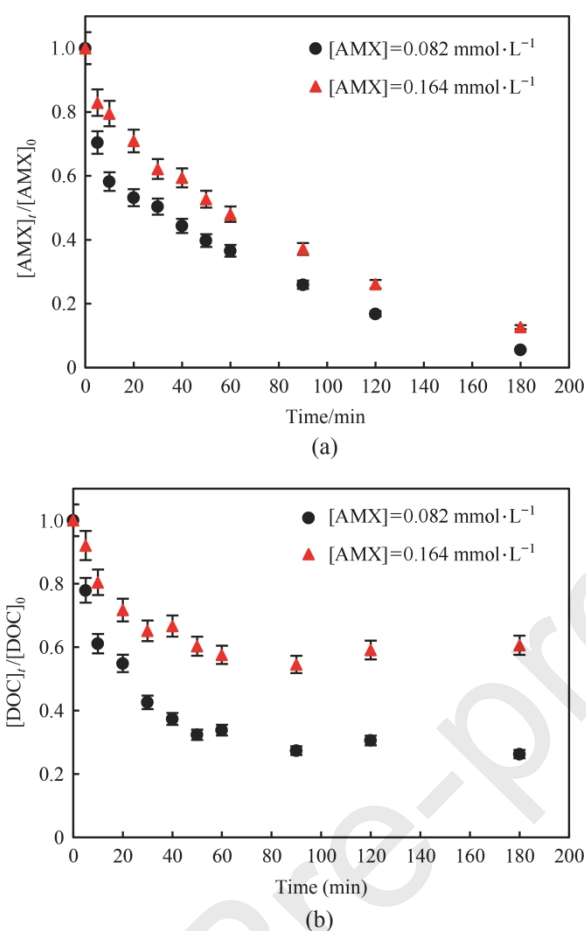 [AMX]=0.082 mmol·L⁻¹
[AMX]=0.164 mmol·L⁻¹
[AMX]ₜ/[AMX]₀
1.0
0.8
0.6
0.4
0.2
0
0 20 40 60 80 100 120 140 160 180 200
Time/min
(a)
[AMX]=0.082 mmol·L⁻¹
[AMX]=0.164 mmol·L⁻¹
[DOC]ₜ/[DOC]₀
1.0
0.8
0.6
0.4
0.2
0
0 20 40 60 80 100 120 140 160 180 200
Time (min)
(b)